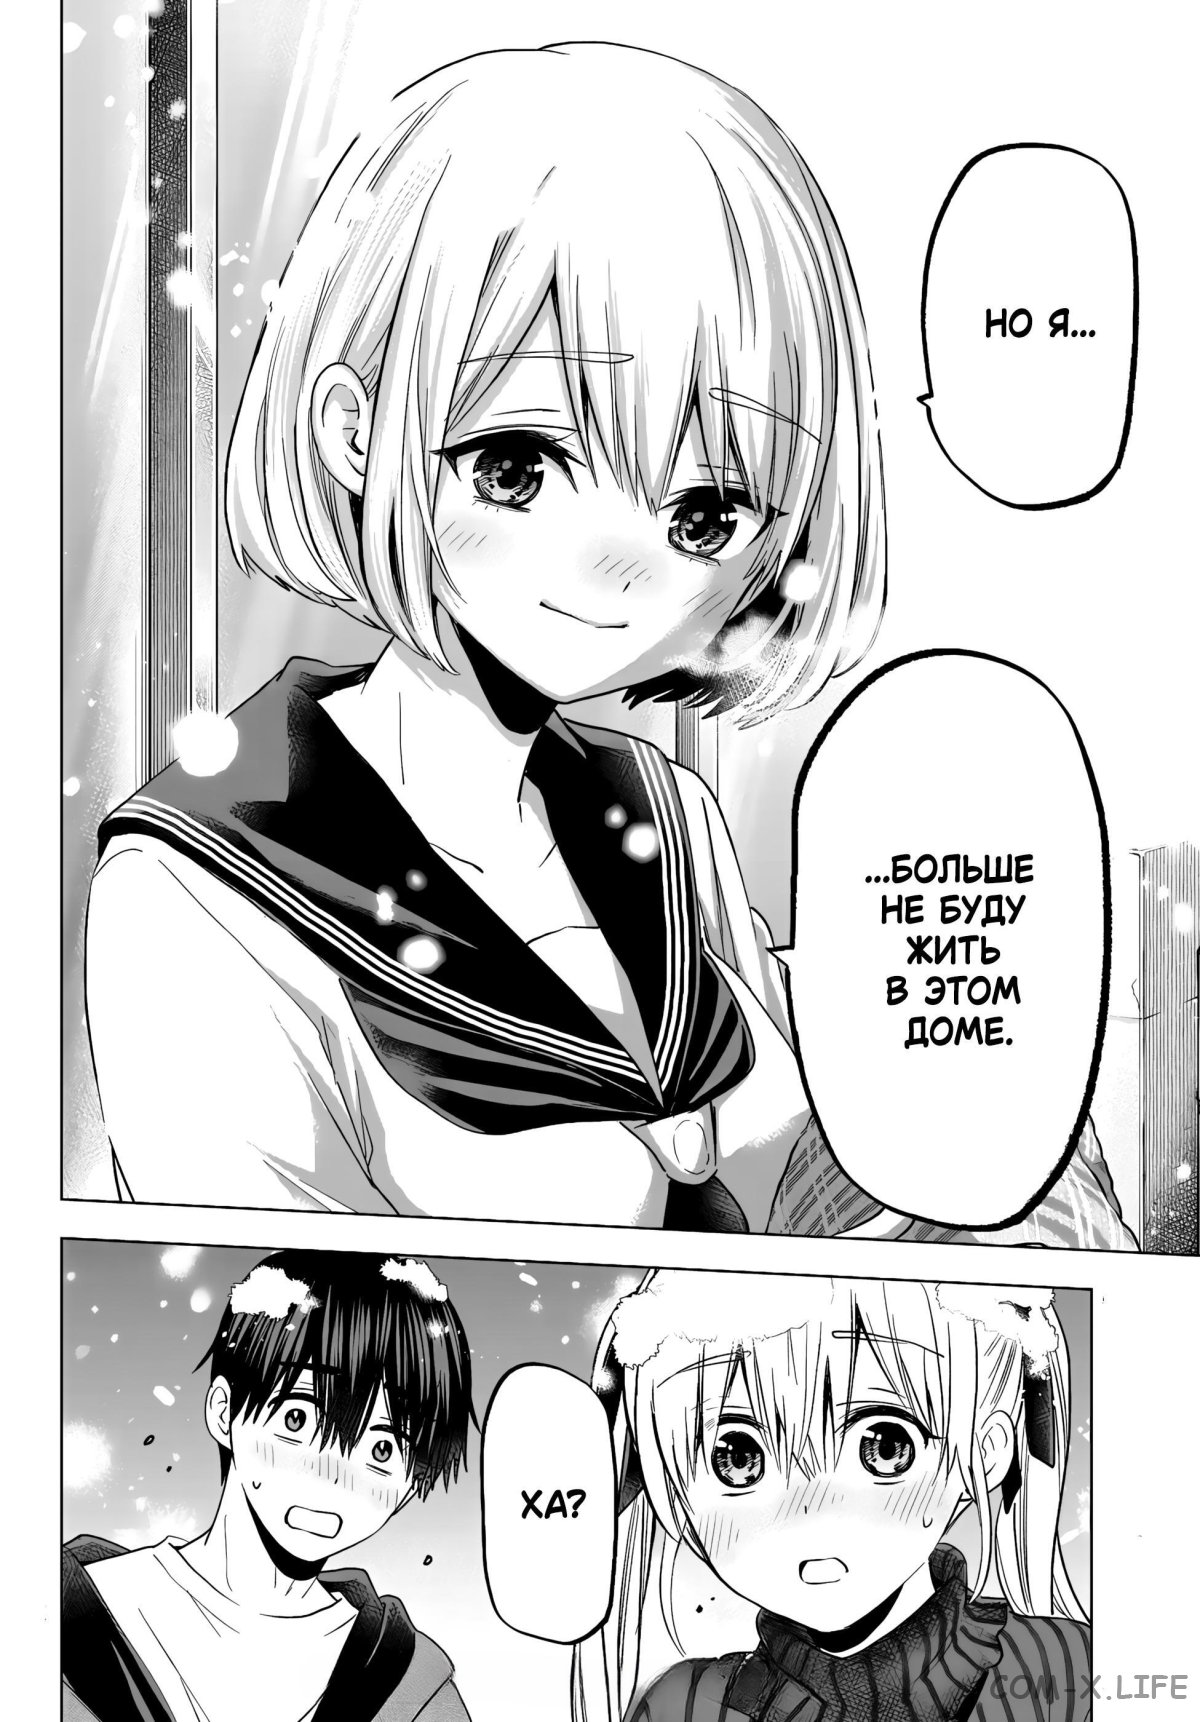 НО Я...
...БОЛЬШЕ
НЕ БУДУ
ЖИТЬ
В ЭТОМ
ДОМЕ.
ХА?
COM-X.LIFE